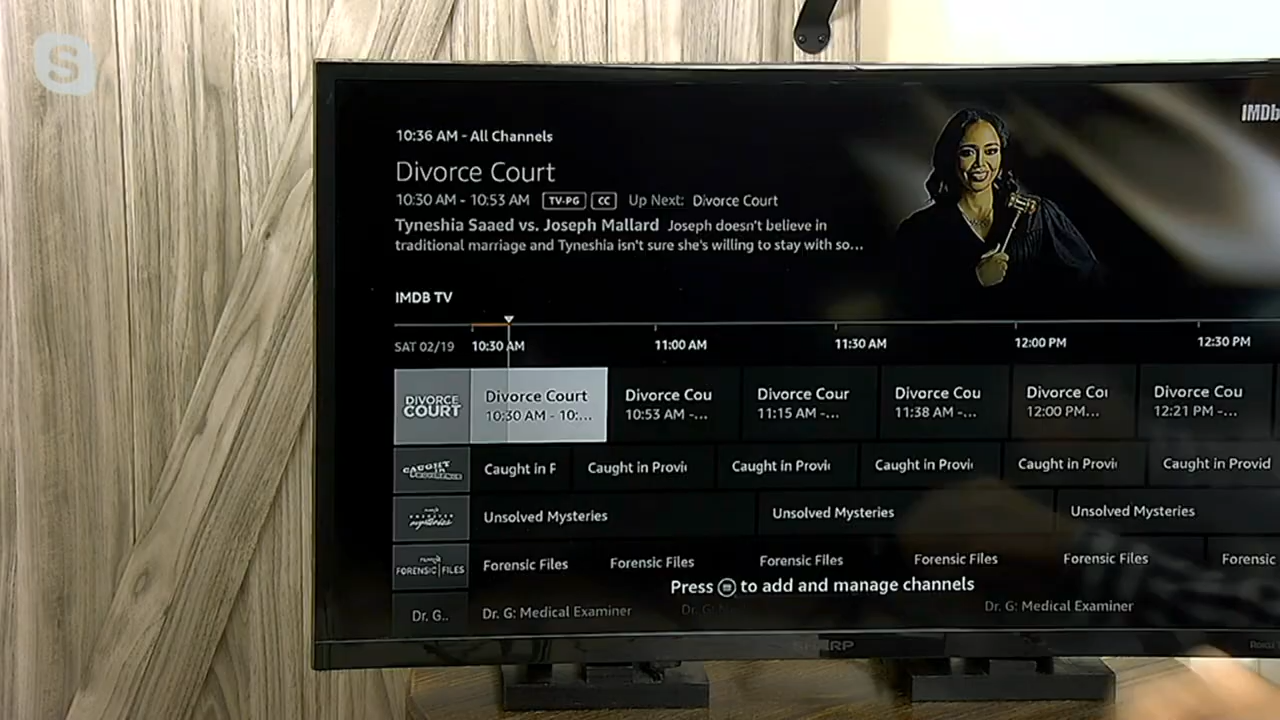 S
IMDb
10:36 AM - All Channels
Divorce Court
10:30 AM - 10:53 AM TV-PG CC Up Next: Divorce Court
Tyneshia Saaed vs. Joseph Mallard Joseph doesn't believe in
traditional marriage and Tyneshia isn't sure she's willing to stay with so...
IMDB TV
SAT 02/19 10:30 AM 11:00 AM 11:30 AM 12:00 PM 12:30 PM
DIVORCE COURT Divorce Court Divorce Cou Divorce Cour Divorce Cou Divorce Co Divorce Cou
10:30 AM - 10:... 10:53 AM -... 11:15 AM -... 11:38 AM -... 12:00 PM... 12:21 PM -...
CAUGHT IN PROVIDENCE Caught in P Caught in Provi Caught in Provi Caught in Provi Caught in Provi Caught in Provid
mysteries Unsolved Mysteries Unsolved Mysteries Unsolved Mysteries
FORENSIC FILES Forensic Files Forensic Files Forensic Files Forensic Files Forensic Files Forensic
Press to add and manage channels
Dr. G.. Dr. G: Medical Examiner Dr. G: Dr. G: Medical Examiner
SHARP